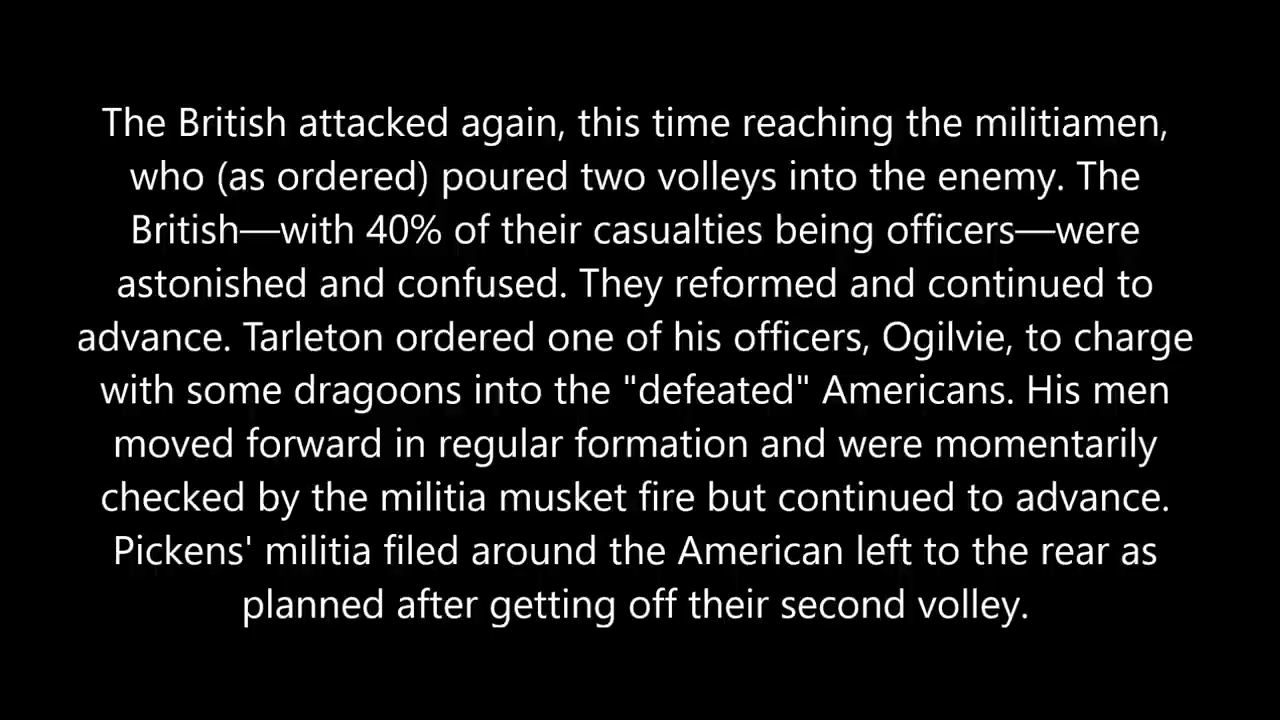 The British attacked again, this time reaching the militiamen,
who (as ordered) poured two volleys into the enemy. The
British—with 40% of their casualties being officers—were
astonished and confused. They reformed and continued to
advance. Tarleton ordered one of his officers, Ogilvie, to charge
with some dragoons into the "defeated" Americans. His men
moved forward in regular formation and were momentarily
checked by the militia musket fire but continued to advance.
Pickens' militia filed around the American left to the rear as
planned after getting off their second volley.